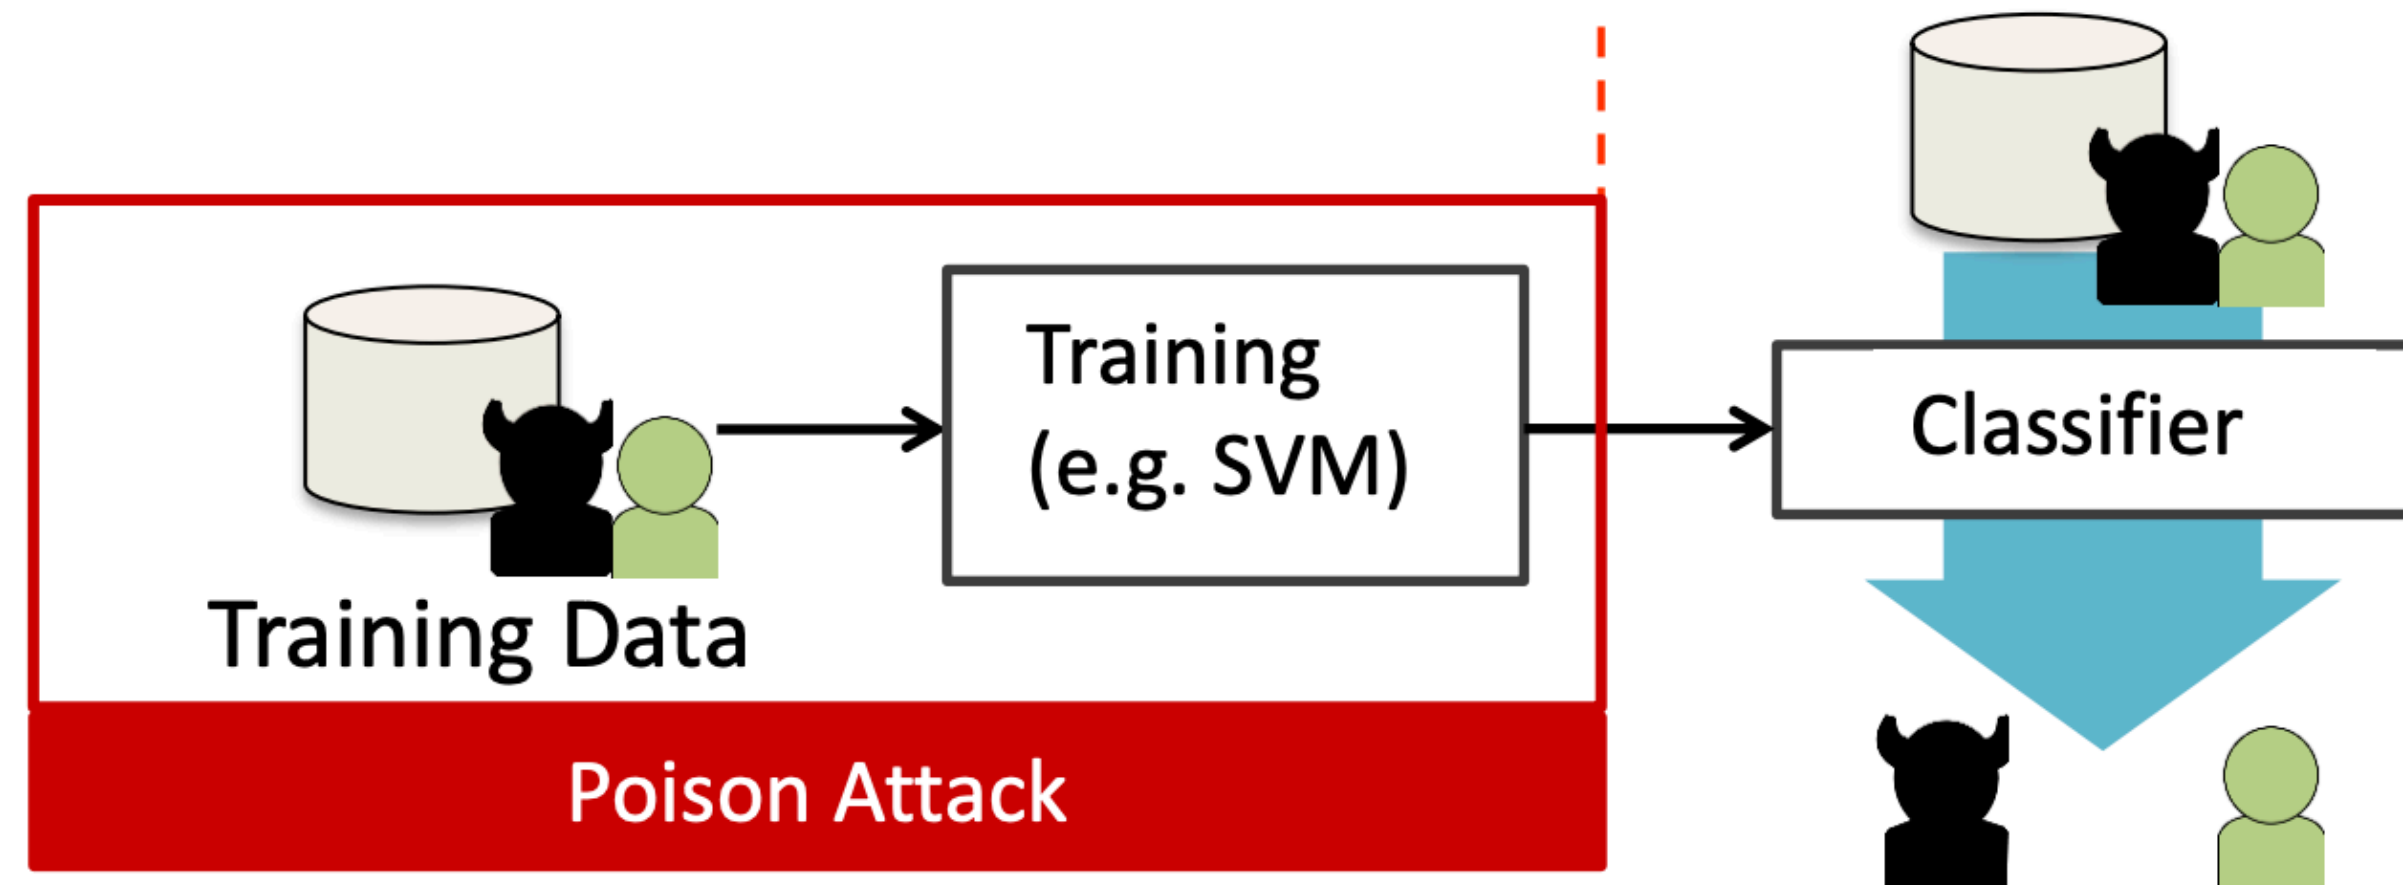 Training
(e.g. SVM)
Classifier
Training Data
Poison Attack